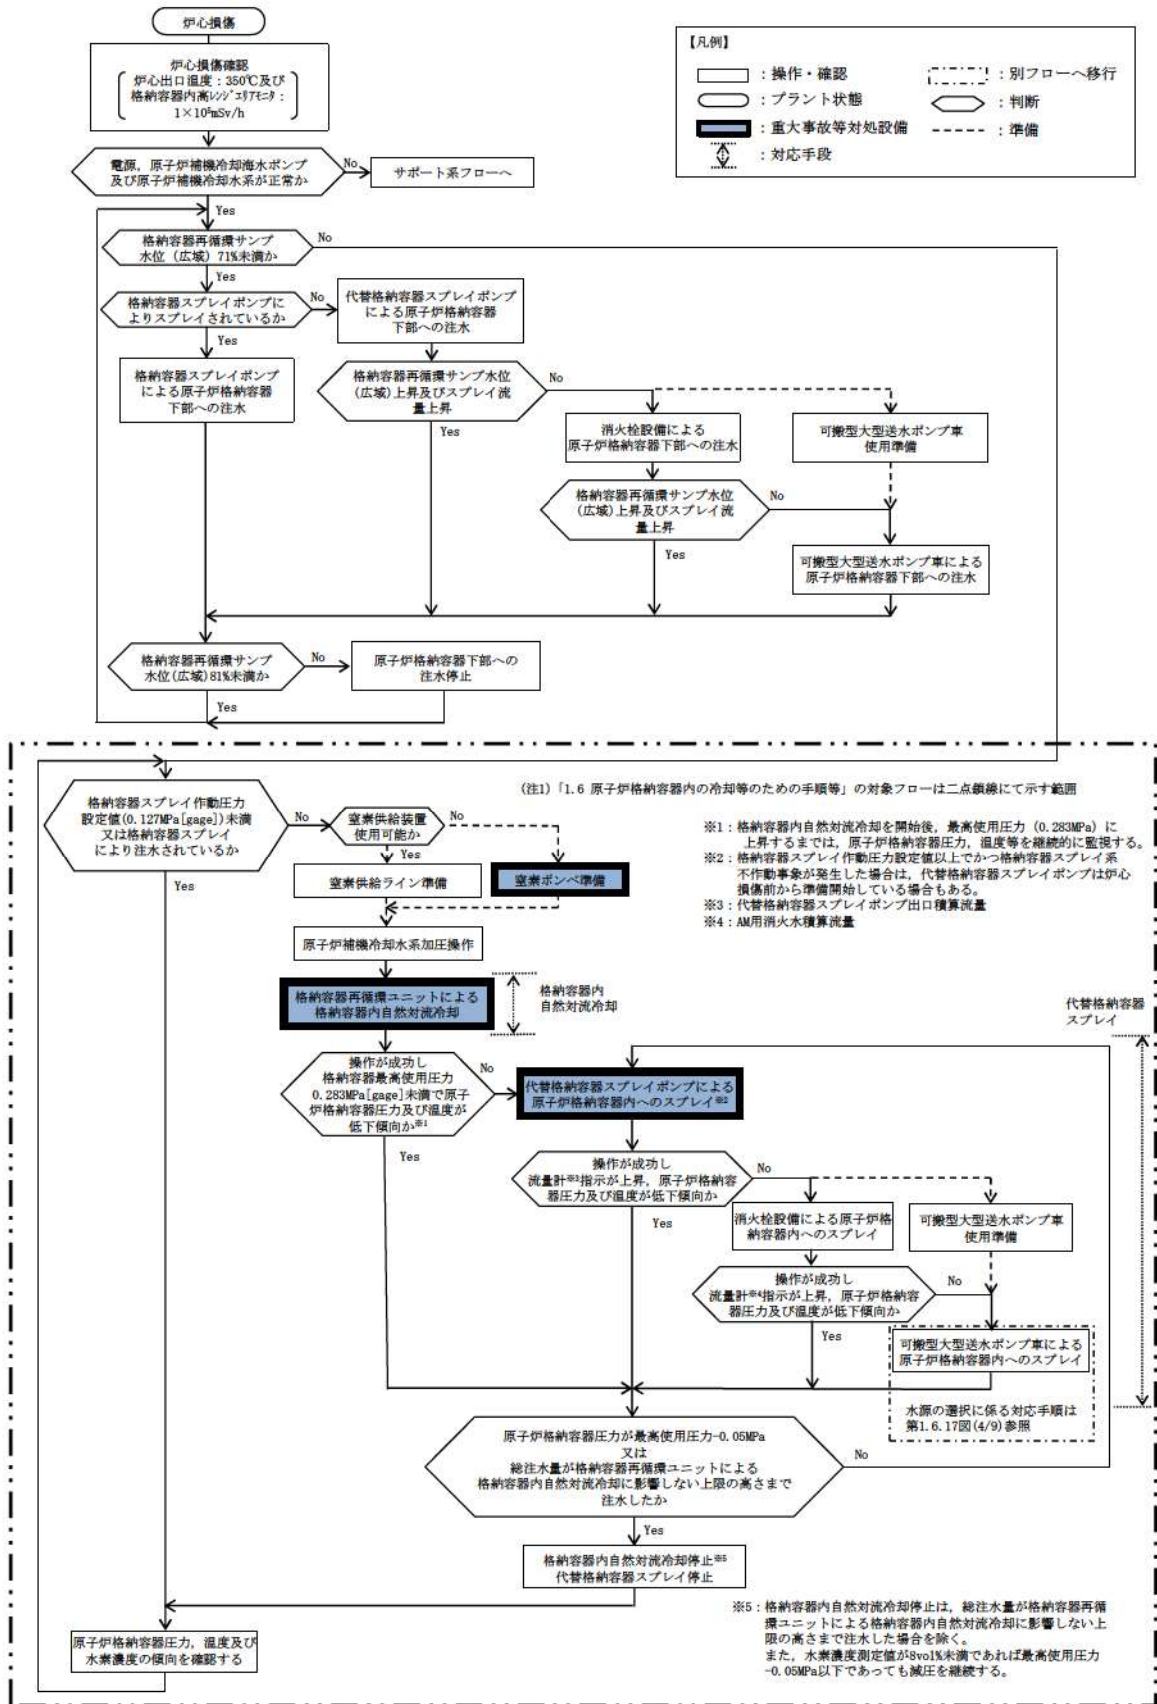 炉心損傷
炉心損傷確認
炉心出口温度:350℃及び
格納容器内高レンジエリアモニタ:
1×10⁵mSv/h
【凡例】
:操作・確認
:プラント状態
:重大事故等対処設備
:対応手段
:別フローへ移行
:判断
:準備
電源,原子炉補機冷却海水ポンプ
及び原子炉補機冷却水系が正常か
No
サポート系フローへ
Yes
格納容器再循環サンプ
水位(広域)71%未満か
No
Yes
格納容器スプレイポンプに
よりスプレイされているか
No
代替格納容器スプレイポンプ
による原子炉格納容器
下部への注水
Yes
格納容器スプレイポンプ
による原子炉格納容器
下部への注水
格納容器再循環サンプ水位
(広域)上昇及びスプレイ流
量上昇
No
Yes
消火栓設備による
原子炉格納容器下部への注水
可搬型大型送水ポンプ車
使用準備
格納容器再循環サンプ水位
(広域)上昇及びスプレイ流
量上昇
No
Yes
可搬型大型送水ポンプ車による
原子炉格納容器下部への注水
格納容器再循環サンプ
水位(広域)81%未満か
No
原子炉格納容器下部への
注水停止
Yes
(注1)「1.6 原子炉格納容器内の冷却等のための手順等」の対象フローは二点鎖線にて示す範囲
格納容器スプレイ作動圧力
設定値(0.127MPa[gage])未満
又は格納容器スプレイ
により注水されているか
No
Yes
窒素供給装置
使用可能か
No
Yes
窒素供給ライン準備
窒素ボンベ準備
※1:格納容器内自然対流冷却を開始後,最高使用圧力(0.283MPa)に
上昇するまでは,原子炉格納容器圧力,温度等を継続的に監視する。
※2:格納容器スプレイ作動圧力設定値以上でかつ格納容器スプレイ系
不作動事象が発生した場合は,代替格納容器スプレイポンプは炉心
損傷前から準備開始している場合もある。
※3:代替格納容器スプレイポンプ出口積算流量
※4:AM用消火水積算流量
原子炉補機冷却水系加圧操作
格納容器再循環ユニットによる
格納容器内自然対流冷却
格納容器内
自然対流冷却
代替格納容器
スプレイ
操作が成功し
格納容器最高使用圧力
0.283MPa[gage]未満で原子
炉格納容器圧力及び温度が
低下傾向か※1
No
Yes
代替格納容器スプレイポンプによる
原子炉格納容器内へのスプレイ※2
操作が成功し
流量計※3指示が上昇,原子炉格納容
器圧力及び温度が低下傾向か
No
Yes
消火栓設備による原子炉格
納容器内へのスプレイ
可搬型大型送水ポンプ車
使用準備
操作が成功し
流量計※4指示が上昇,原子炉格納容
器圧力及び温度が低下傾向か
No
Yes
可搬型大型送水ポンプ車による
原子炉格納容器内へのスプレイ
水源の選択に係る対応手順は
第1.6.17図(4/9)参照
原子炉格納容器圧力が最高使用圧力-0.05MPa
又は
総注水量が格納容器再循環ユニットによる
格納容器内自然対流冷却に影響しない上限の高さまで
注水したか
No
Yes
格納容器内自然対流冷却停止※5
代替格納容器スプレイ停止
原子炉格納容器圧力,温度及び
水素濃度の傾向を確認する
※5:格納容器内自然対流冷却停止は,総注水量が格納容器再循
環ユニットによる格納容器内自然対流冷却に影響しない上
限の高さまで注水した場合を除く。
また,水素濃度測定値が8vol%未満であれば最高使用圧力
-0.05MPa以下であっても減圧を継続する。